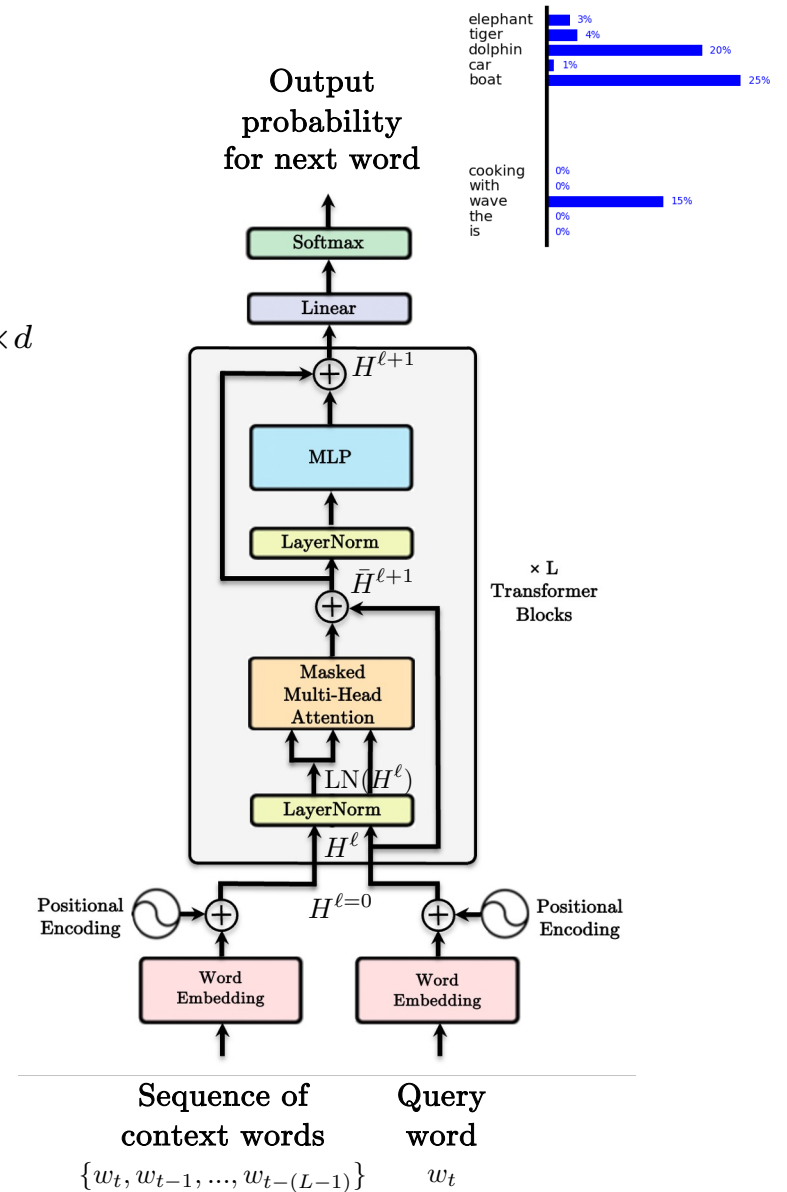 elephant 3%
tiger 4%
dolphin 20%
car 1%
boat 25%
cooking 0%
with 0%
wave 15%
the 0%
is 0%
Output
probability
for next word
Softmax
Linear
×d
H^{ℓ+1}
MLP
LayerNorm
H̄^{ℓ+1}
× L
Transformer
Blocks
Masked
Multi-Head
Attention
LN(H^ℓ)
LayerNorm
H^ℓ
H^{ℓ=0}
Positional
Encoding
Positional
Encoding
Word
Embedding
Word
Embedding
Sequence of
context words
{w_t, w_{t−1}, ..., w_{t−(L−1)}}
Query
word
w_t